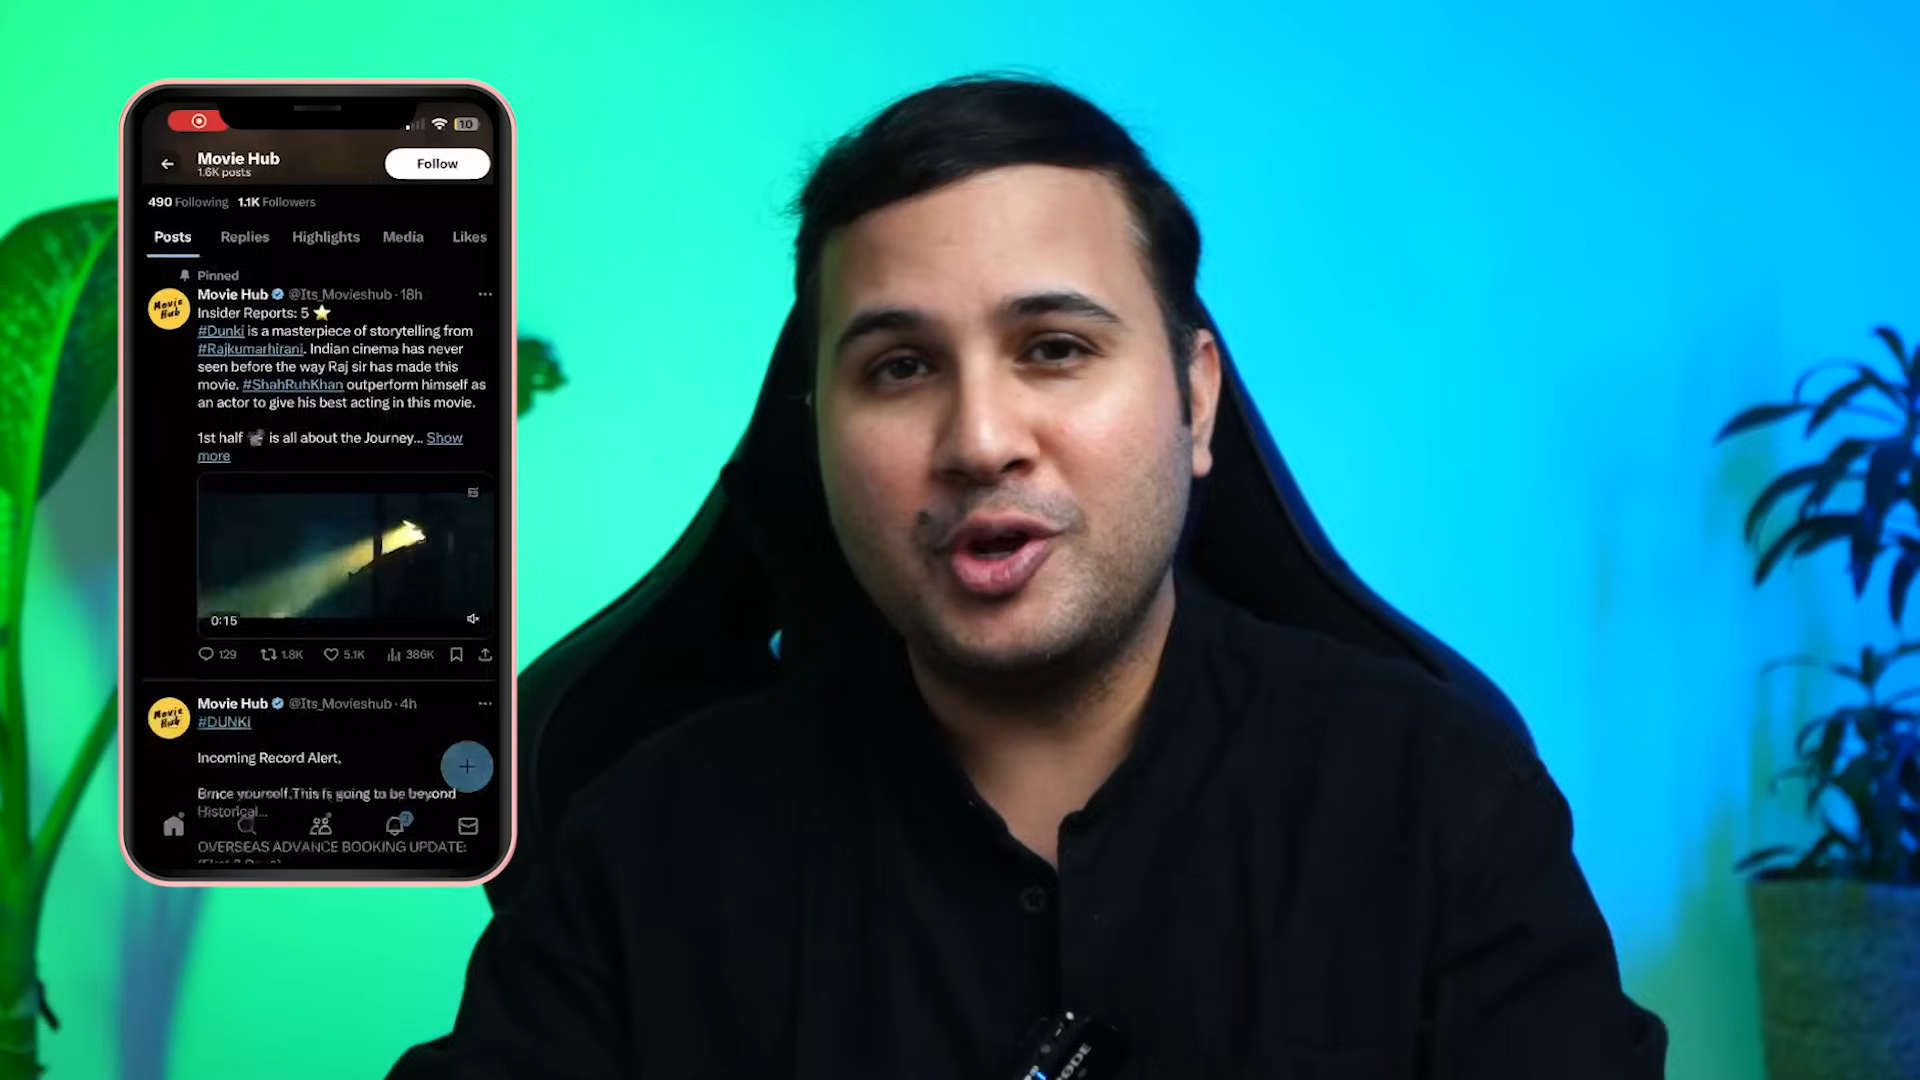 10
Movie Hub
1.6K posts
Follow
490 Following 1.1K Followers
Posts Replies Highlights Media Likes
Pinned
Movie Hub @Its_Movieshub · 18h
Insider Reports: 5
#Dunki is a masterpiece of storytelling from
#Rajkumarhirani. Indian cinema has never
seen before the way Raj sir has made this
movie. #ShahRuhKhan outperform himself as
an actor to give his best acting in this movie.
1st half is all about the Journey... Show
more
0:15
129 1.8K 5.1K 386K
Movie Hub @Its_Movieshub · 4h
Movie
Hub
#DUNKI
Incoming Record Alert,
Brace yourself.This is going to be beyond
Historical...
OVERSEAS ADVANCE BOOKING UPDATE: